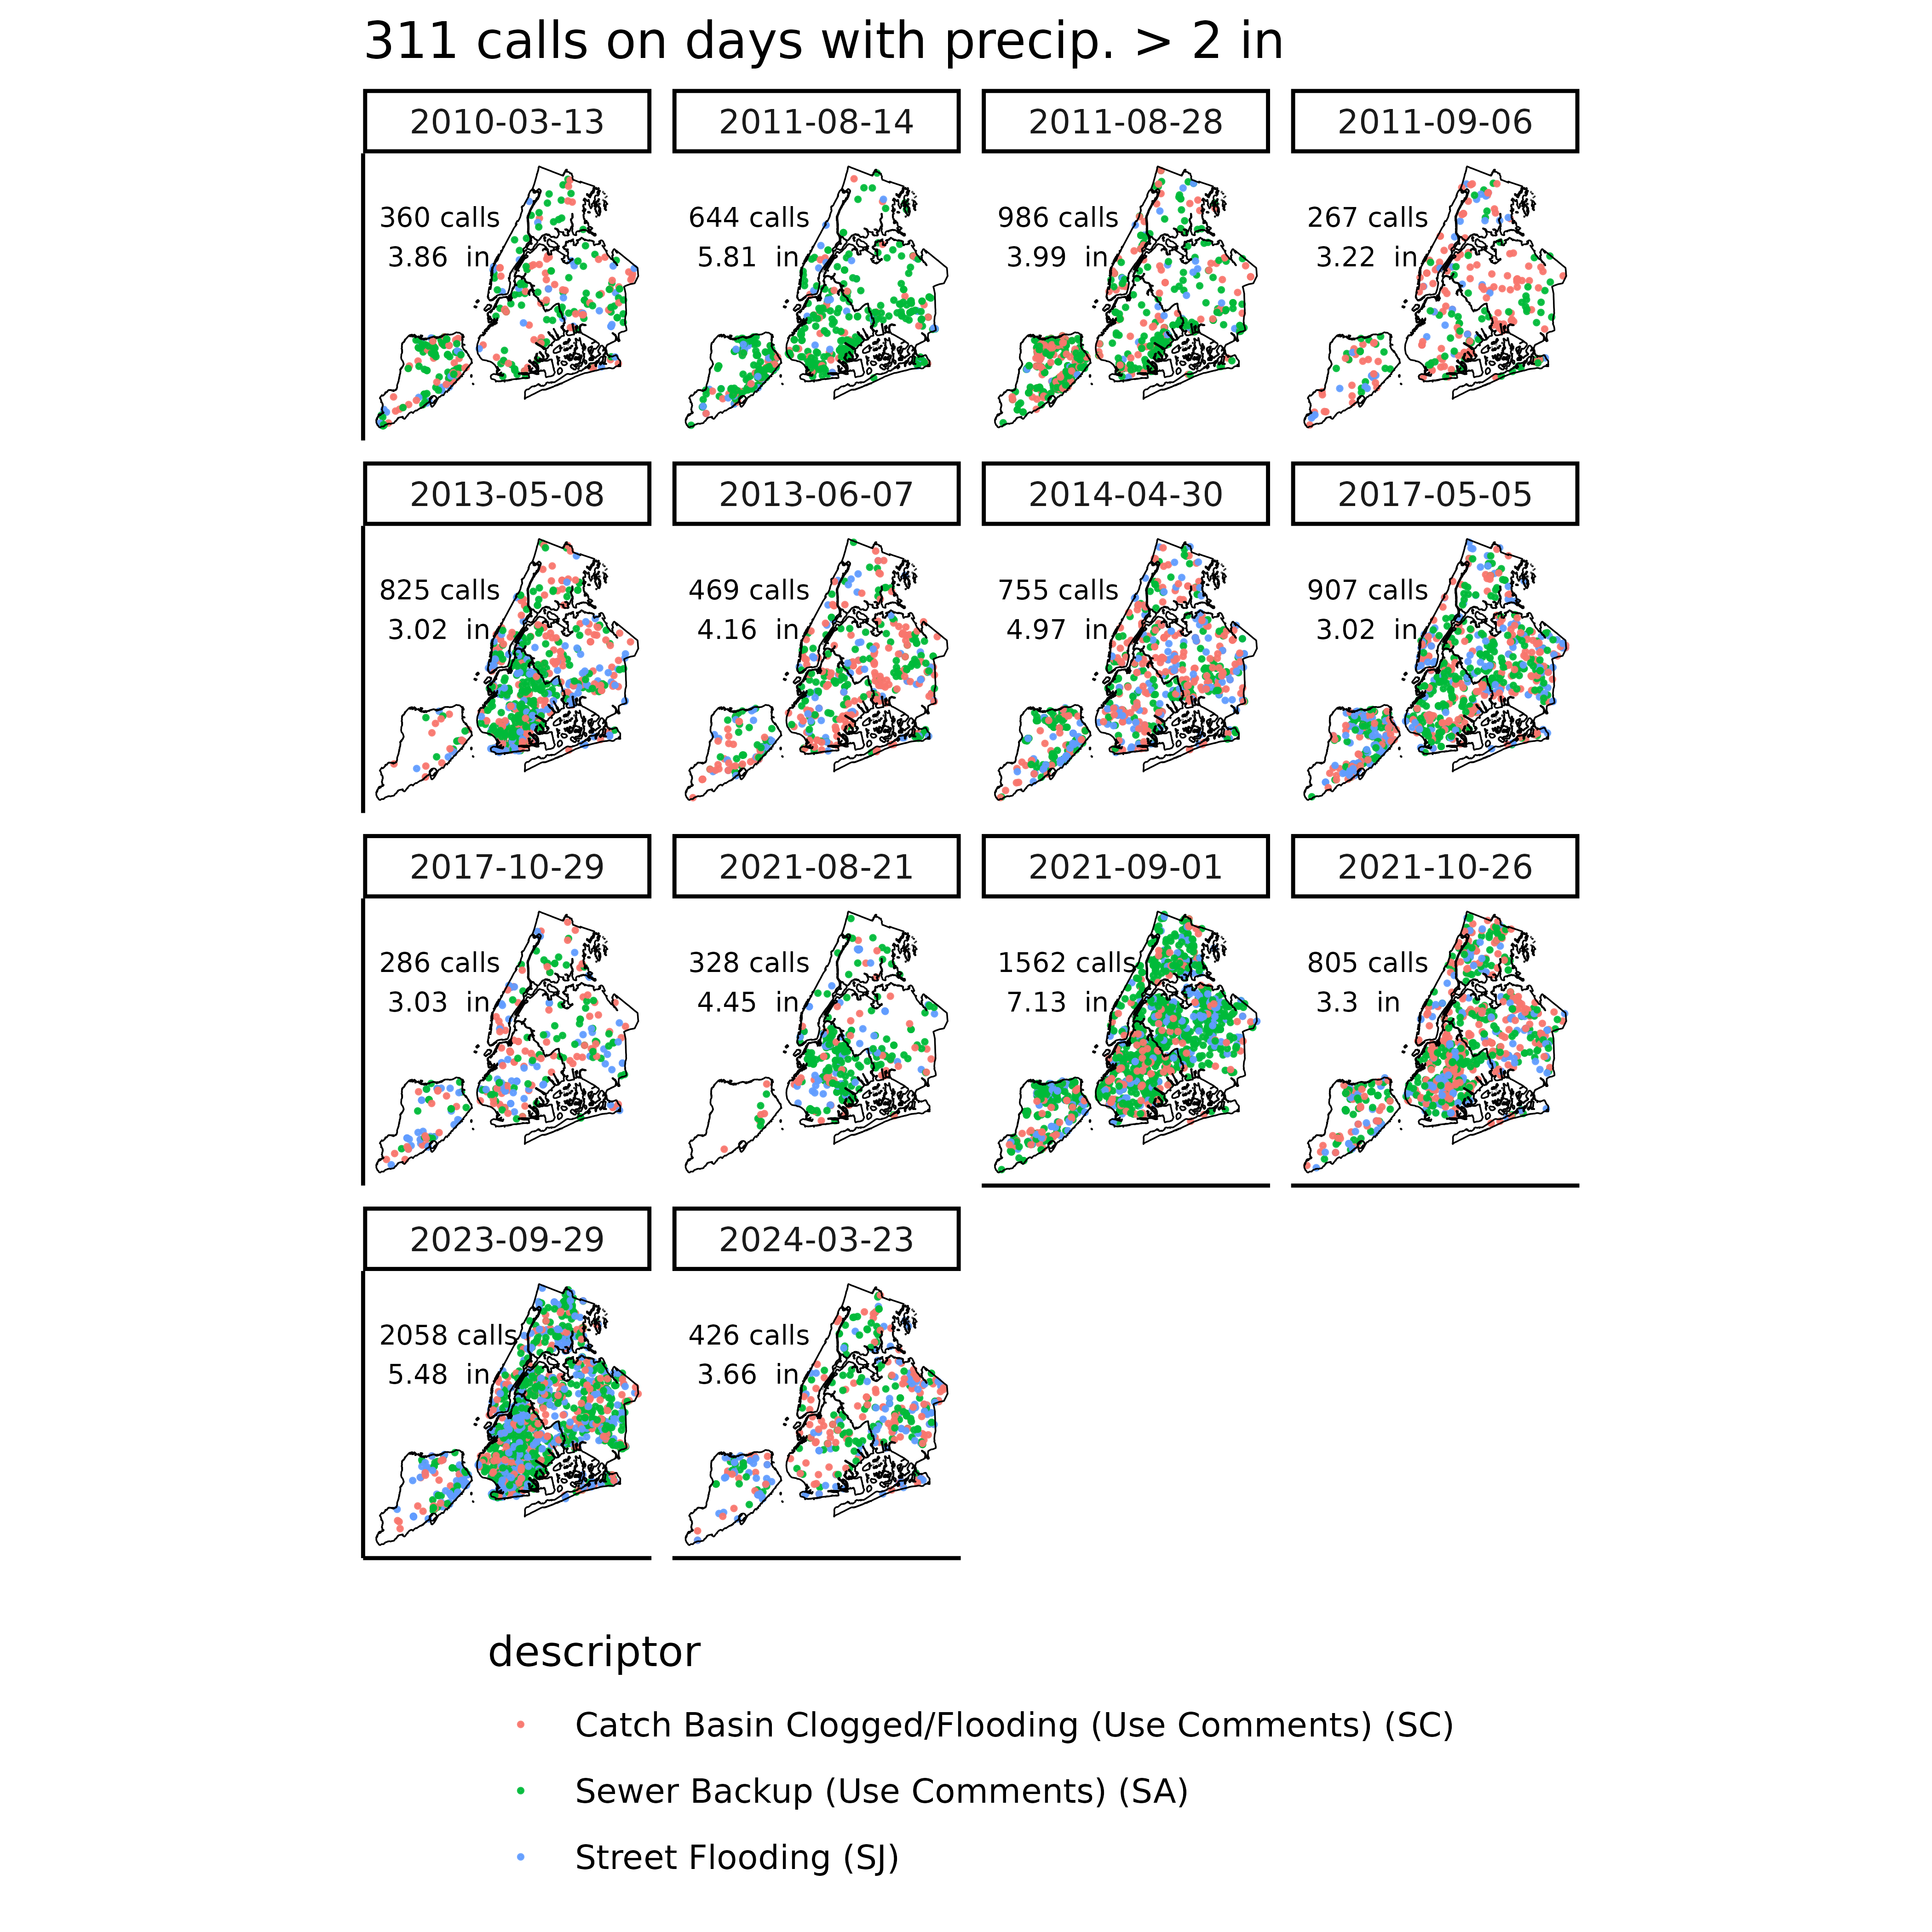 311 calls on days with precip. > 2 in
2010-03-13
2011-08-14
2011-08-28
2011-09-06
360 calls
3.86 in
644 calls
5.81 in
986 calls
3.99 in
267 calls
3.22 in
2013-05-08
2013-06-07
2014-04-30
2017-05-05
825 calls
3.02 in
469 calls
4.16 in
755 calls
4.97 in
907 calls
3.02 in
2017-10-29
2021-08-21
2021-09-01
2021-10-26
286 calls
3.03 in
328 calls
4.45 in
1562 calls
7.13 in
805 calls
3.3 in
2023-09-29
2024-03-23
2058 calls
5.48 in
426 calls
3.66 in
descriptor
Catch Basin Clogged/Flooding (Use Comments) (SC)
Sewer Backup (Use Comments) (SA)
Street Flooding (SJ)